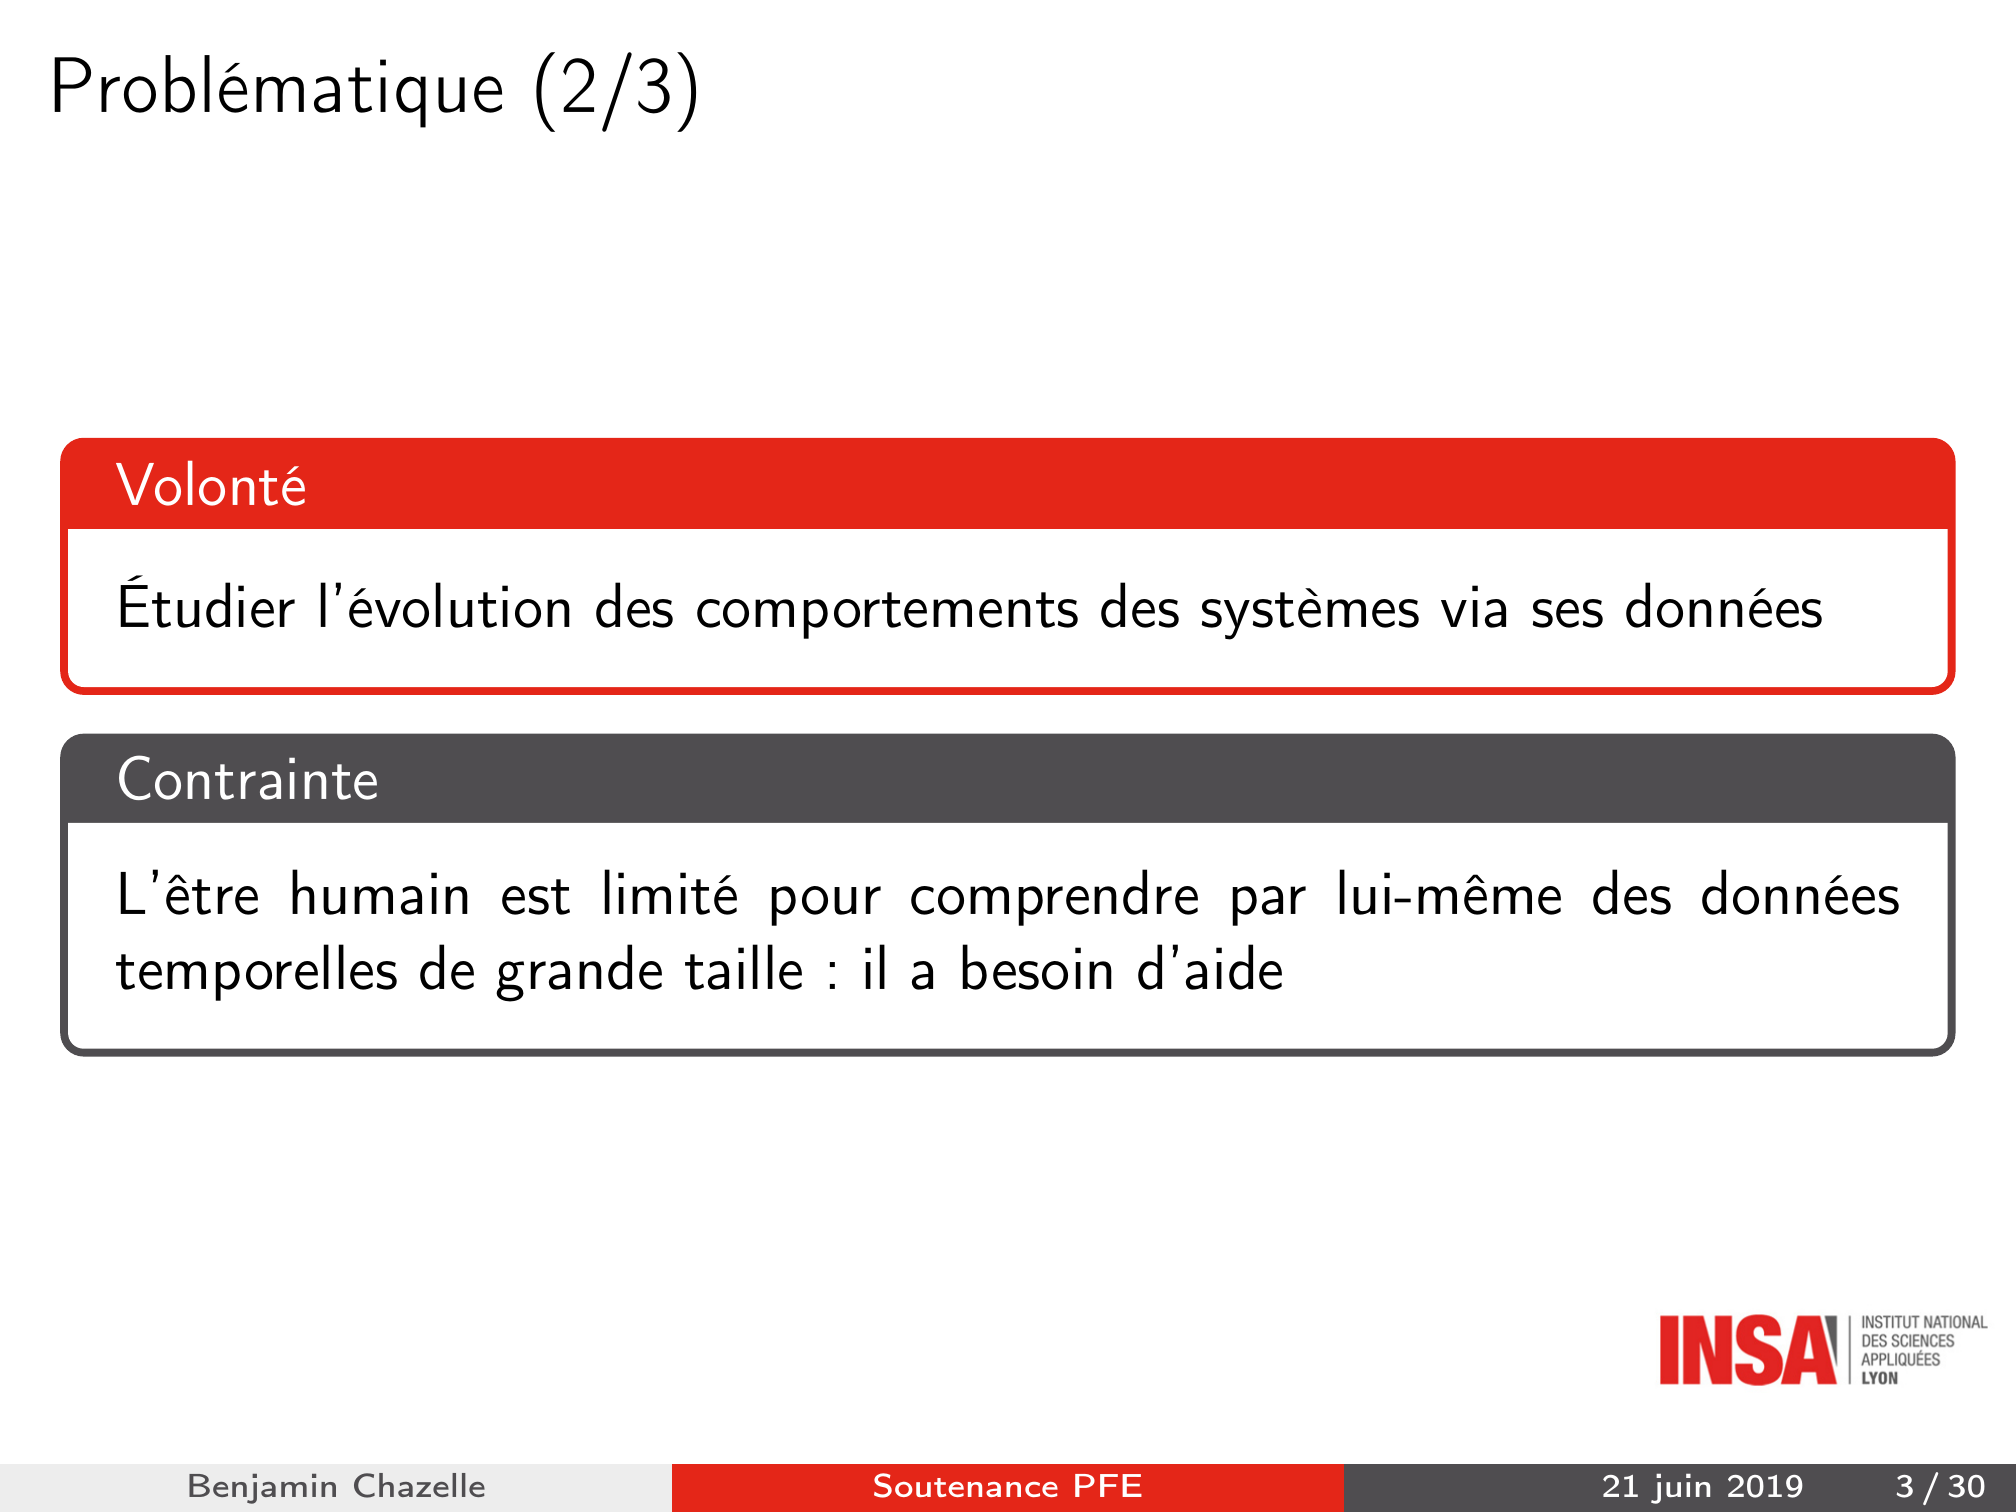 Problématique (2/3)
Volonté
Étudier l'évolution des comportements des systèmes via ses données
Contrainte
L'être humain est limité pour comprendre par lui-même des données
temporelles de grande taille : il a besoin d'aide
INSA
INSTITUT NATIONAL
DES SCIENCES
APPLIQUÉES
LYON
Benjamin Chazelle
Soutenance PFE
21 juin 2019
3 / 30